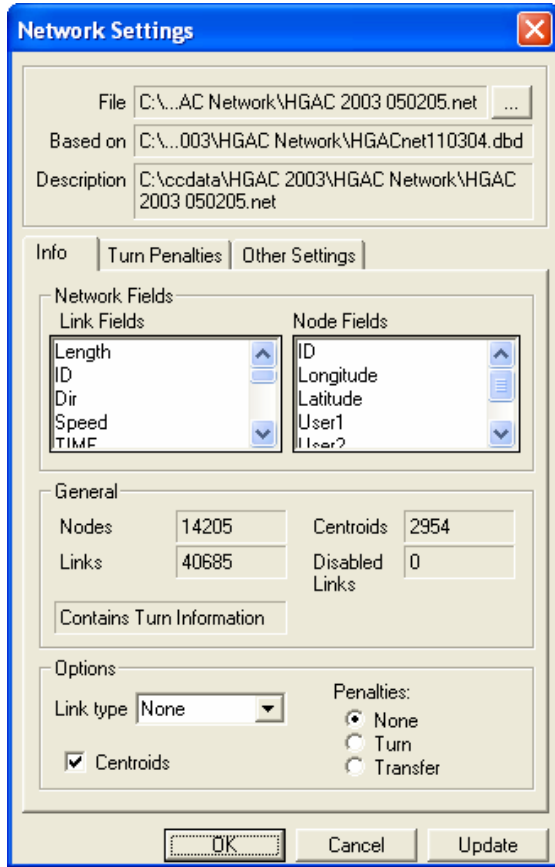 Network Settings
File C:\...AC Network\HGAC 2003 050205.net ...
Based on C:\...003\HGAC Network\HGACnet110304.dbd
Description C:\ccdata\HGAC 2003\HGAC Network\HGAC
2003 050205.net
Info Turn Penalties Other Settings
Network Fields
Link Fields Node Fields
Length ID
ID Longitude
Dir Latitude
Speed User1
TIME User2
General
Nodes 14205 Centroids 2954
Links 40685 Disabled 0
Links
Contains Turn Information
Options
Link type None Penalties:
None
Turn
Centroids Transfer
OK Cancel Update